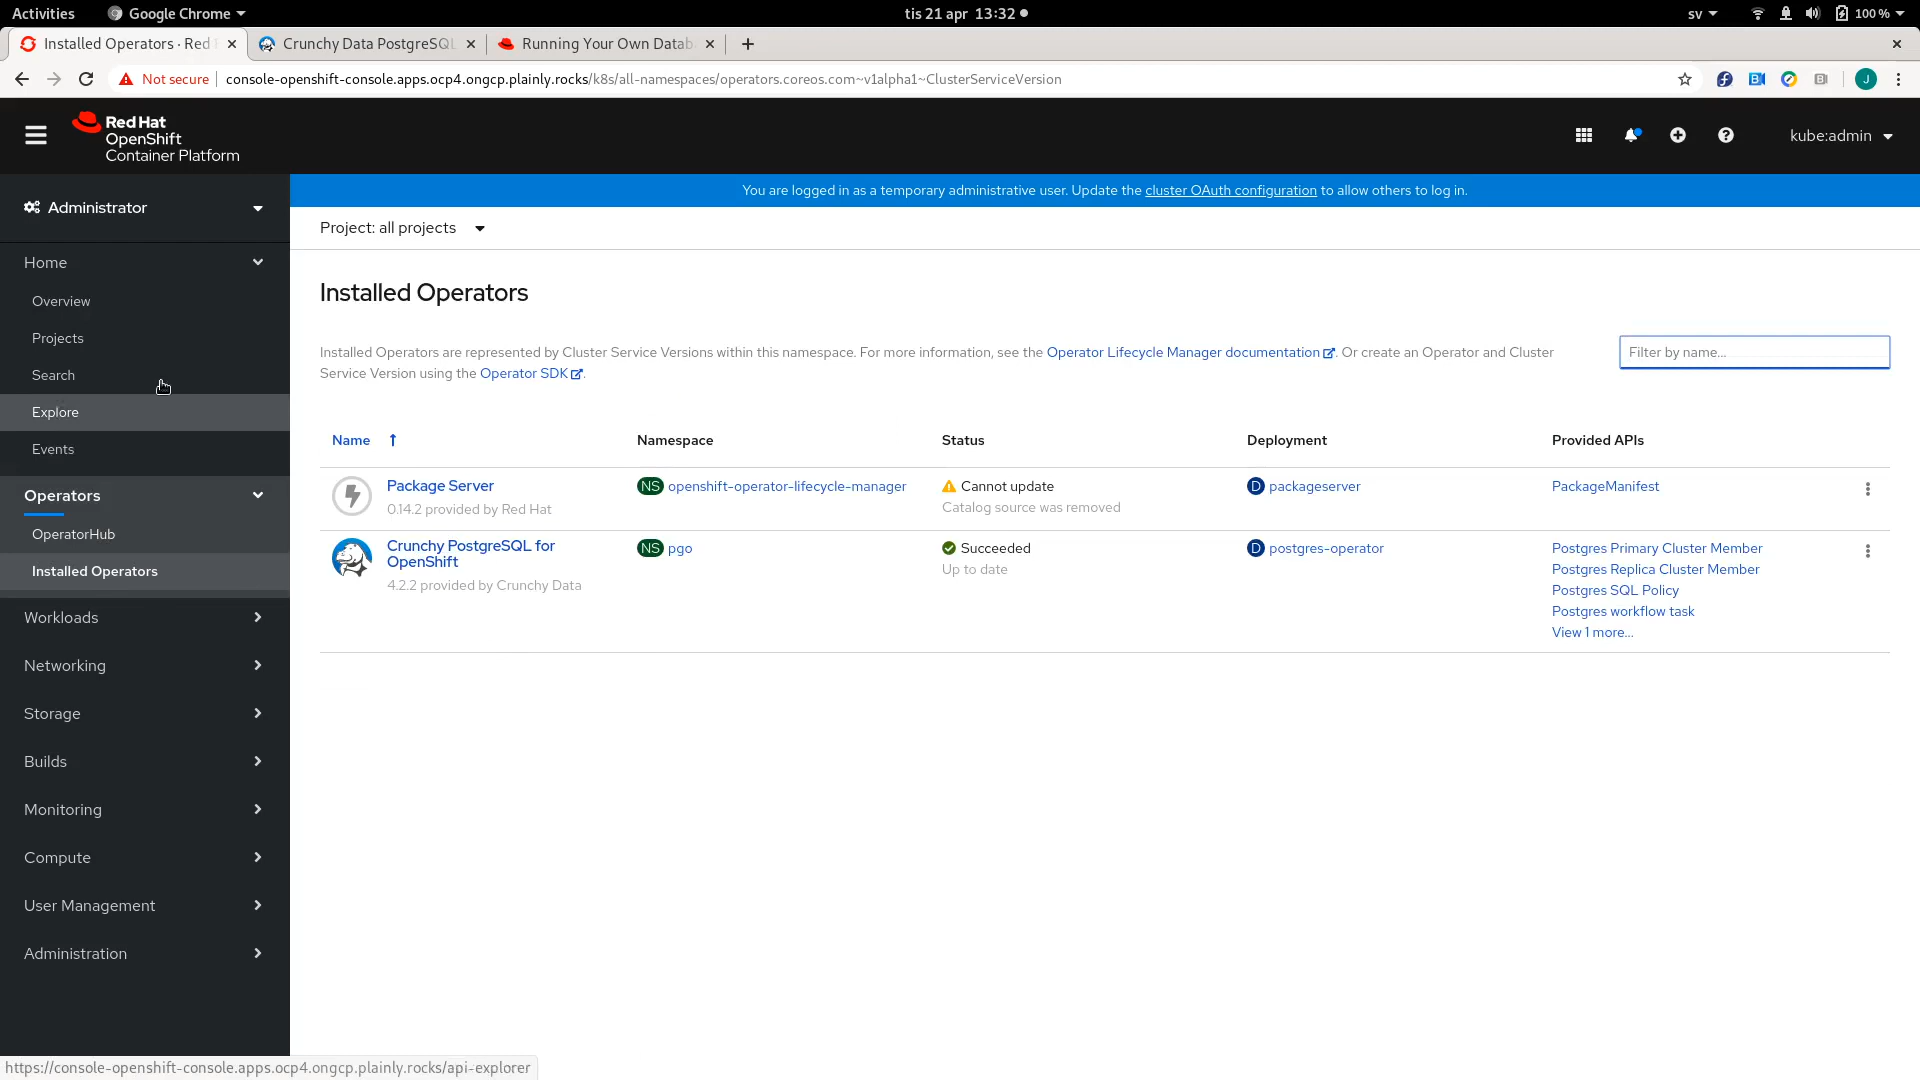 Activities
Google Chrome
tis 21 apr 13:32
sv
100 %
Installed Operators · Red
Crunchy Data PostgreSQL
Running Your Own Datab
Not secure
console-openshift-console.apps.ocp4.ongcp.plainly.rocks/k8s/all-namespaces/operators.coreos.com~v1alpha1~ClusterServiceVersion
J
Red Hat
OpenShift
Container Platform
kube:admin
You are logged in as a temporary administrative user. Update the cluster OAuth configuration to allow others to log in.
Administrator
Project: all projects
Home
Overview
Projects
Search
Explore
Events
Operators
OperatorHub
Installed Operators
Workloads
Networking
Storage
Builds
Monitoring
Compute
User Management
Administration
Installed Operators
Installed Operators are represented by Cluster Service Versions within this namespace. For more information, see the Operator Lifecycle Manager documentation. Or create an Operator and Cluster
Service Version using the Operator SDK.
Filter by name...
Name
Namespace
Status
Deployment
Provided APIs
Package Server
0.14.2 provided by Red Hat
NS openshift-operator-lifecycle-manager
Cannot update
Catalog source was removed
D packageserver
PackageManifest
Crunchy PostgreSQL for
OpenShift
4.2.2 provided by Crunchy Data
NS pgo
Succeeded
Up to date
D postgres-operator
Postgres Primary Cluster Member
Postgres Replica Cluster Member
Postgres SQL Policy
Postgres workflow task
View 1 more...
https://console-openshift-console.apps.ocp4.ongcp.plainly.rocks/api-explorer